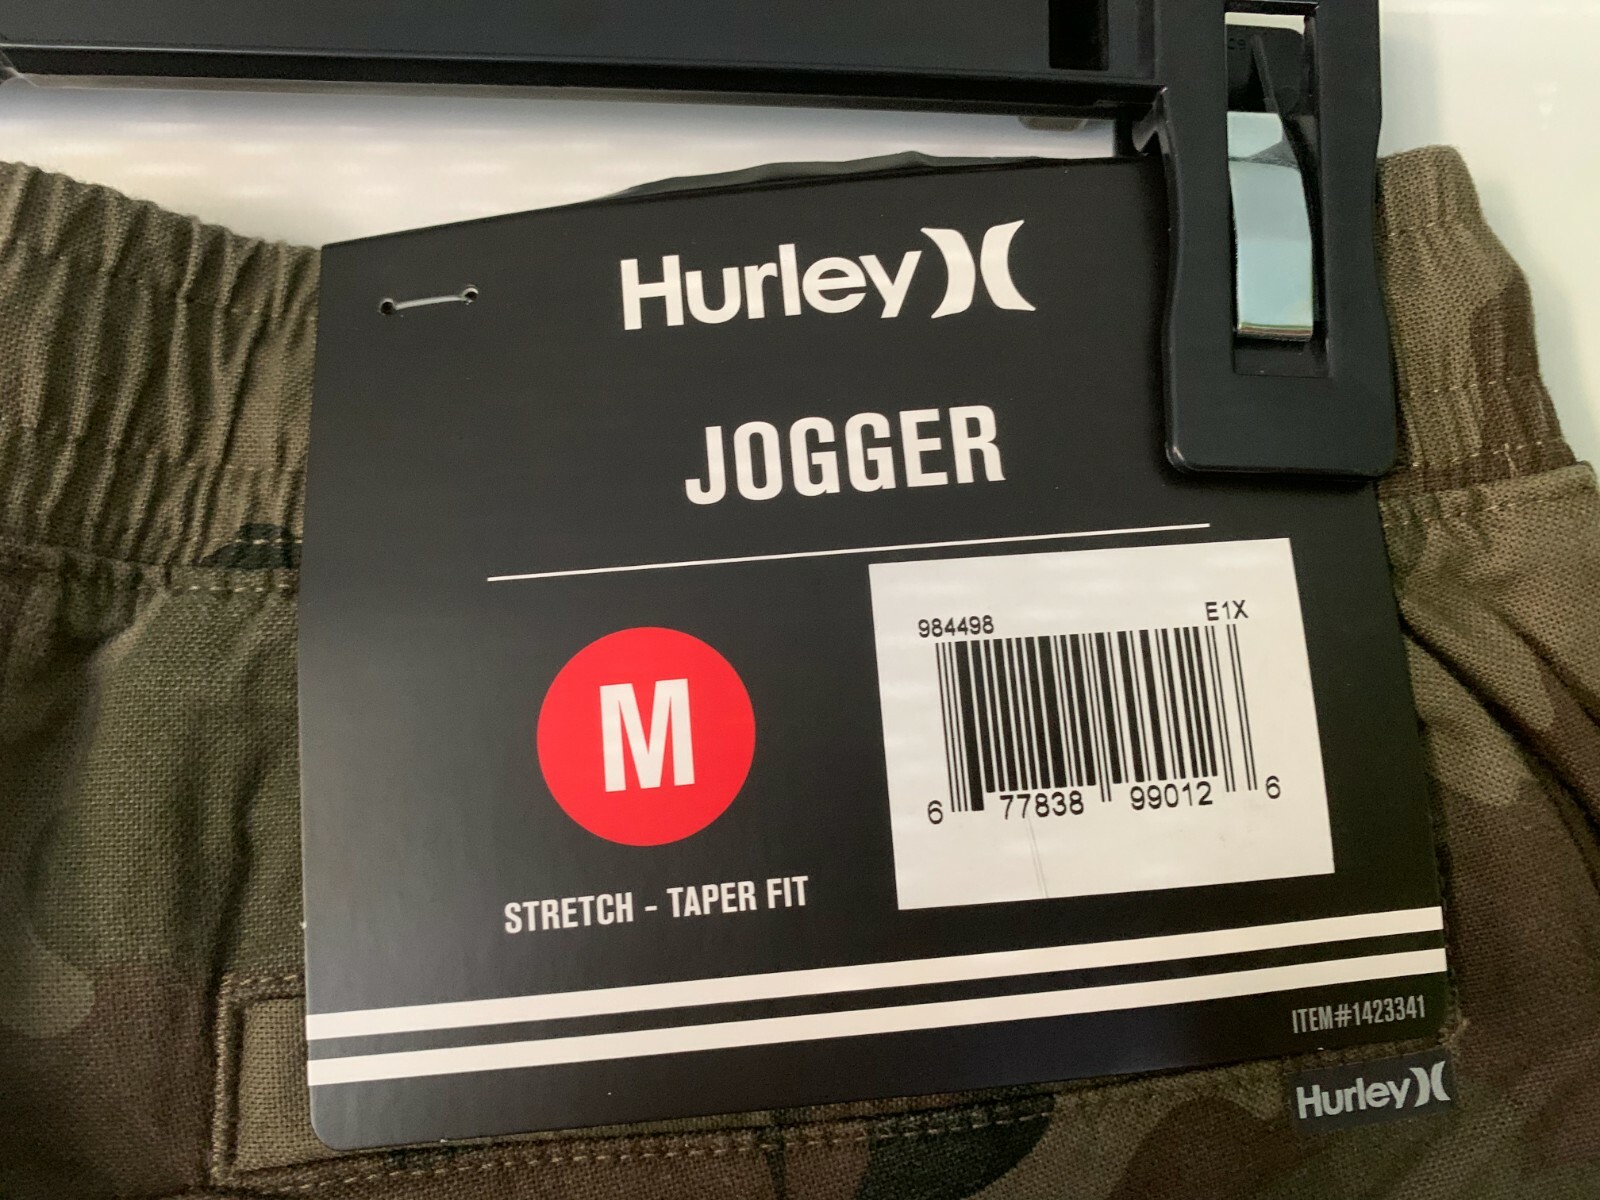 Hurley
JOGGER
984498 E1X
6 77838 99012 6
M
STRETCH - TAPER FIT
ITEM#1423341
Hurley